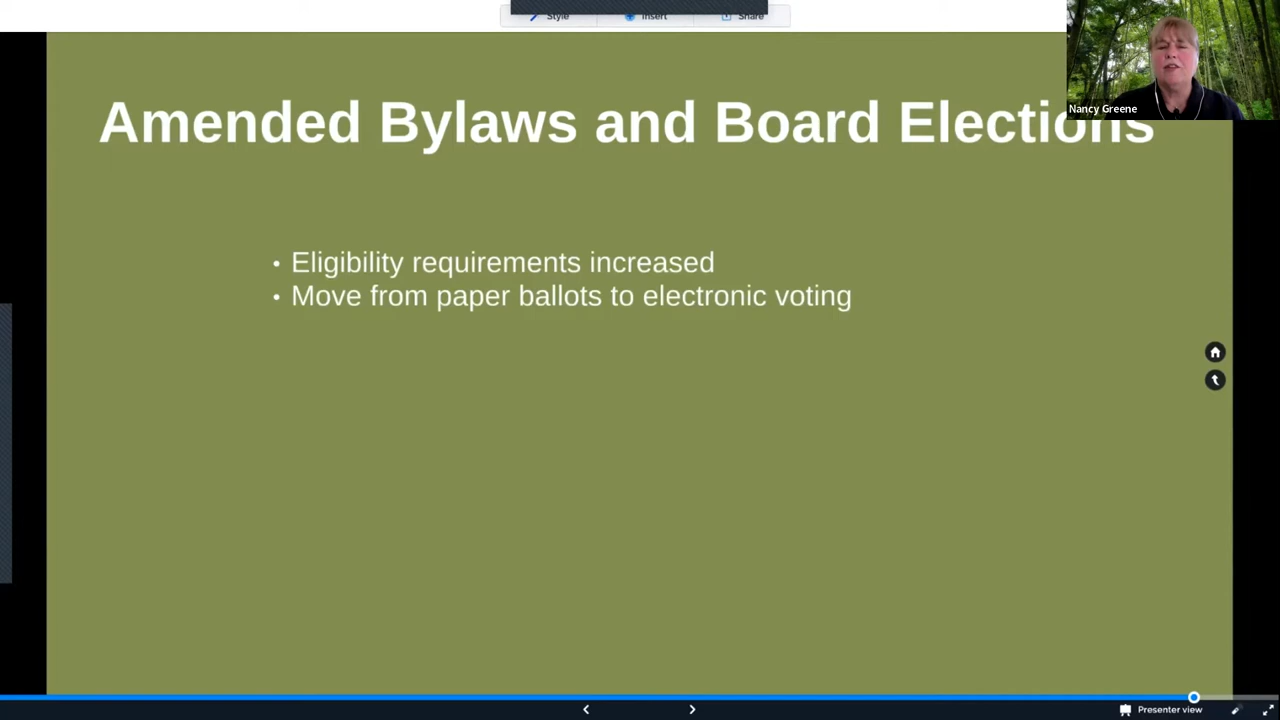 Style Insert Share
Nancy Greene
Amended Bylaws and Board Elections
• Eligibility requirements increased
• Move from paper ballots to electronic voting
Presenter view